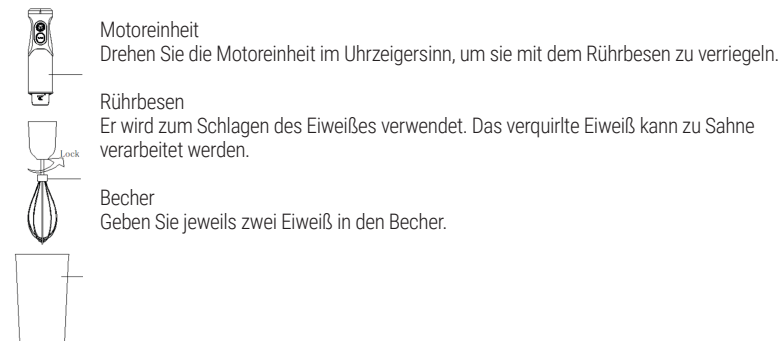 Motoreinheit
Drehen Sie die Motoreinheit im Uhrzeigersinn, um sie mit dem Rührbesen zu verriegeln.
Rührbesen
Er wird zum Schlagen des Eiweißes verwendet. Das verquirlte Eiweiß kann zu Sahne
Lock
verarbeitet werden.
Becher
Geben Sie jeweils zwei Eiweiß in den Becher.